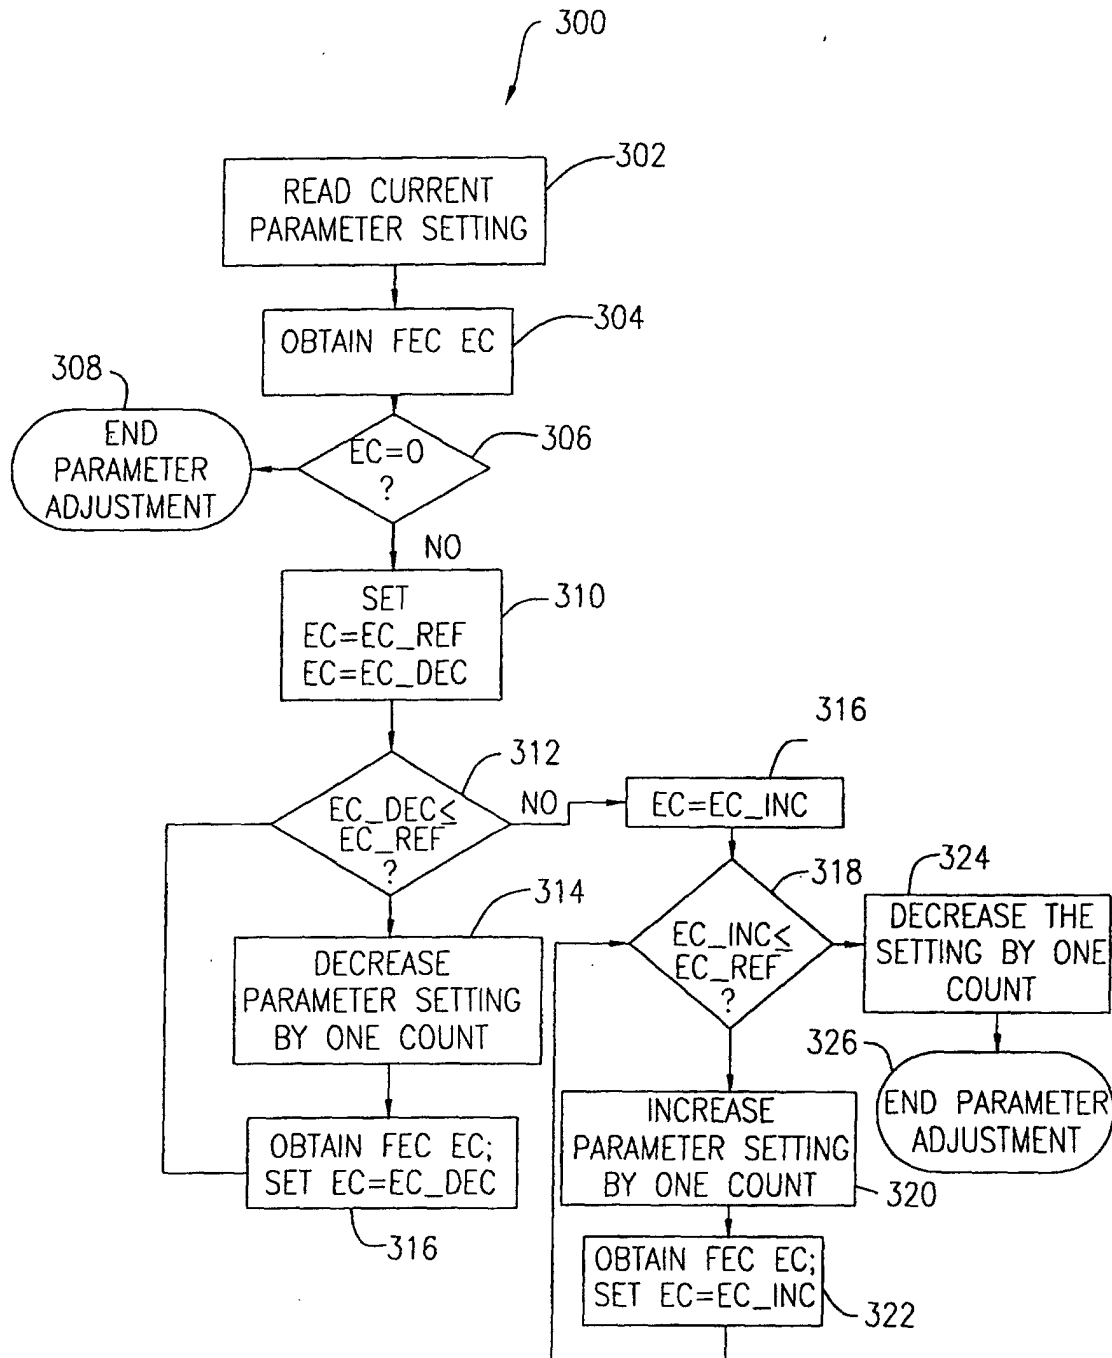 300
302
READ CURRENT
PARAMETER SETTING
304
OBTAIN FEC EC
308
END
PARAMETER
ADJUSTMENT
306
EC=0
?
NO
310
SET
EC=EC_REF
EC=EC_DEC
312
EC_DEC≤
EC_REF
?
NO
316
EC=EC_INC
314
DECREASE
PARAMETER SETTING
BY ONE COUNT
318
EC_INC≤
EC_REF
?
324
DECREASE THE
SETTING BY ONE
COUNT
326
END PARAMETER
ADJUSTMENT
OBTAIN FEC EC;
SET EC=EC_DEC
316
INCREASE
PARAMETER SETTING
BY ONE COUNT
320
OBTAIN FEC EC;
SET EC=EC_INC
322